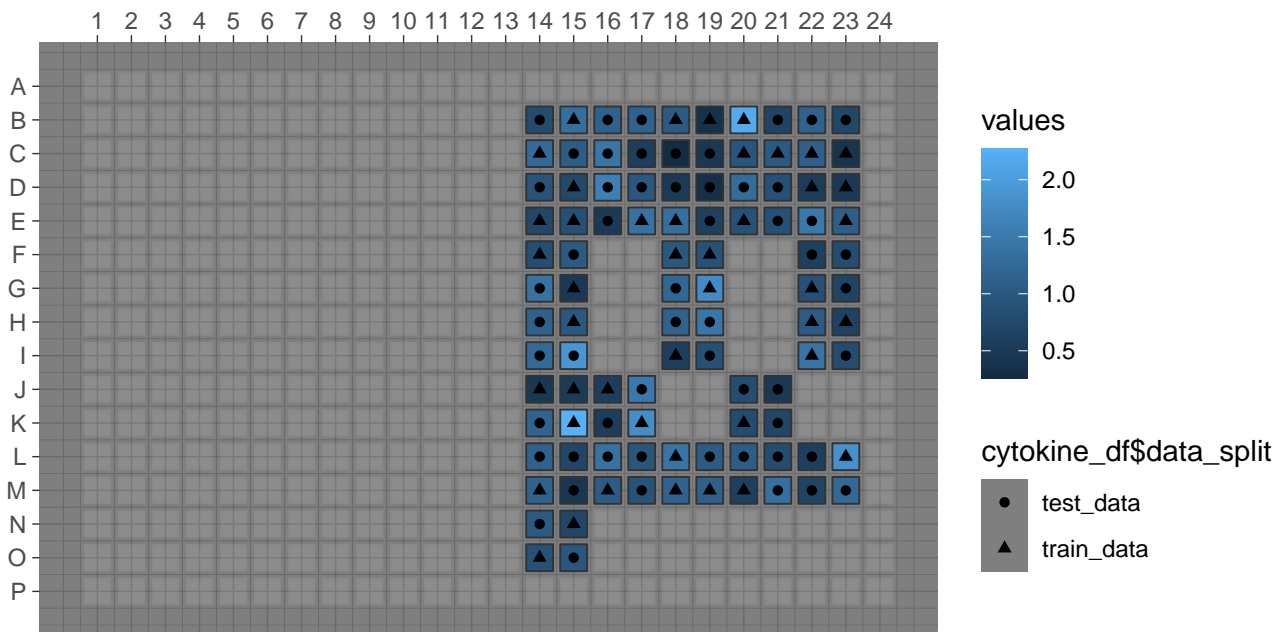 1 2 3 4 5 6 7 8 9 10 11 12 13 14 15 16 17 18 19 20 21 22 23 24
A
B
C
D
E
F
G
H
I
J
K
L
M
N
O
P
values
2.0
1.5
1.0
0.5
cytokine_df$data_split
test_data
train_data